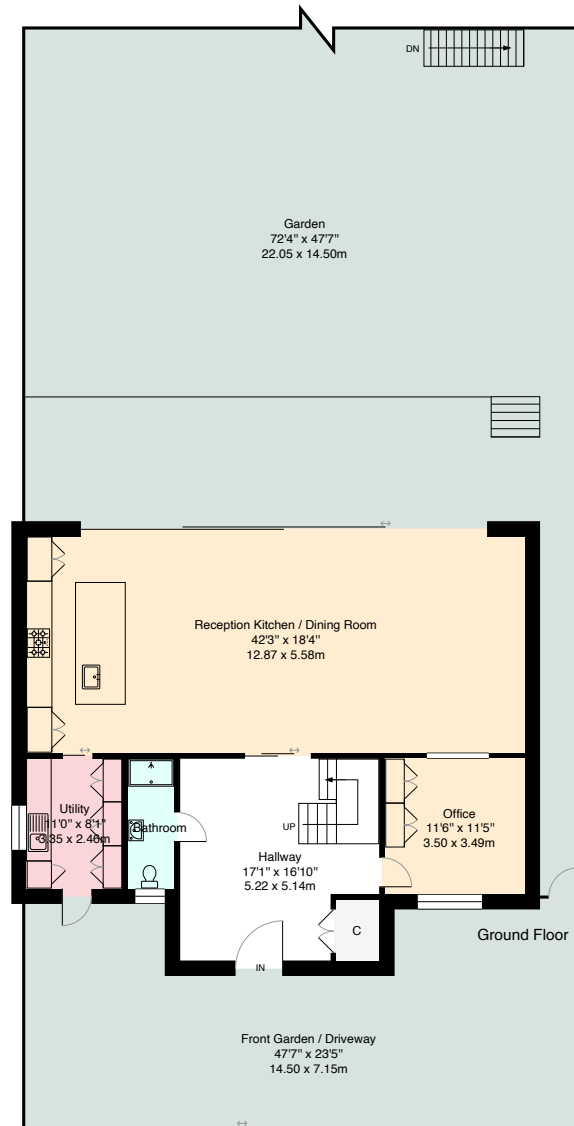 DN
Garden
72'4" x 47'7"
22.05 x 14.50m
Reception Kitchen / Dining Room
42'3" x 18'4"
12.87 x 5.58m
Utility
11'0" x 8'1"
3.35 x 2.46m
Bathroom
UP
Hallway
17'1" x 16'10"
5.22 x 5.14m
Office
11'6" x 11'5"
3.50 x 3.49m
C
IN
Ground Floor
Front Garden / Driveway
47'7" x 23'5"
14.50 x 7.15m